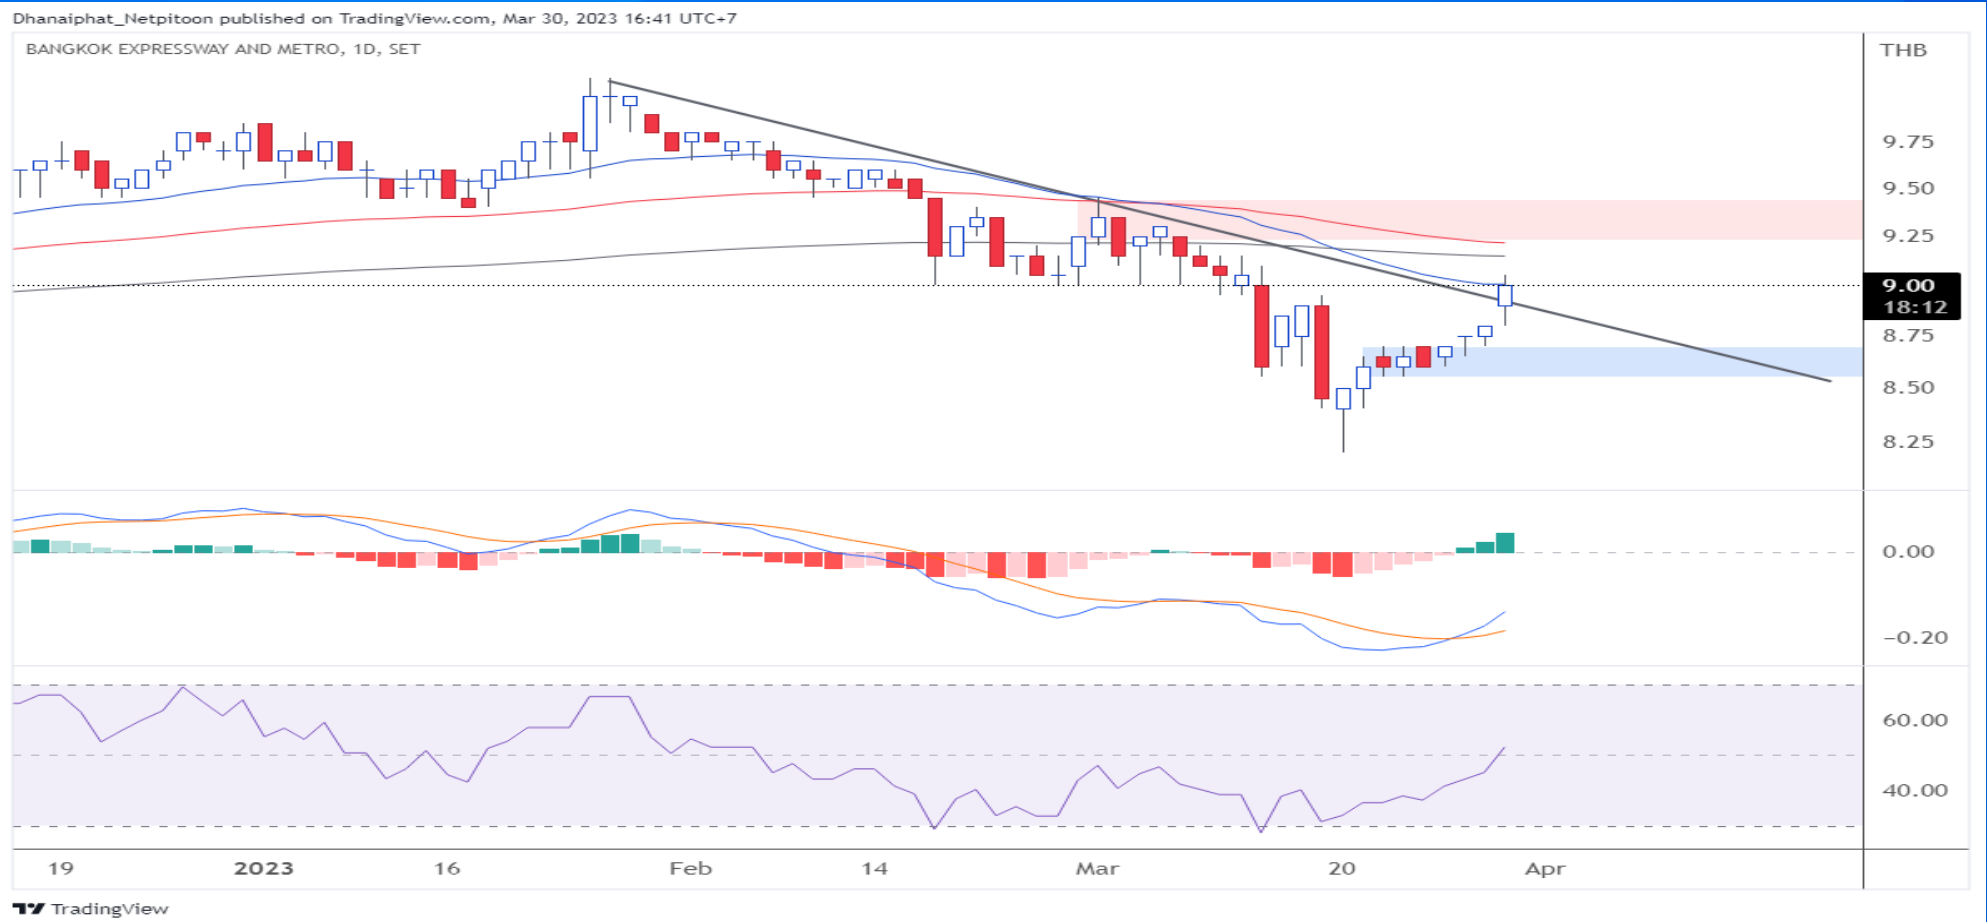 Dhanaiphat_Netpitoon published on TradingView.com, Mar 30, 2023 16:41 UTC+7
BANGKOK EXPRESSWAY AND METRO, 1D, SET
THB
9.75
9.50
9.25
9.00
18:12
8.75
8.50
8.25
0.00
−0.20
60.00
40.00
19 2023 16 Feb 14 Mar 20 Apr
TradingView